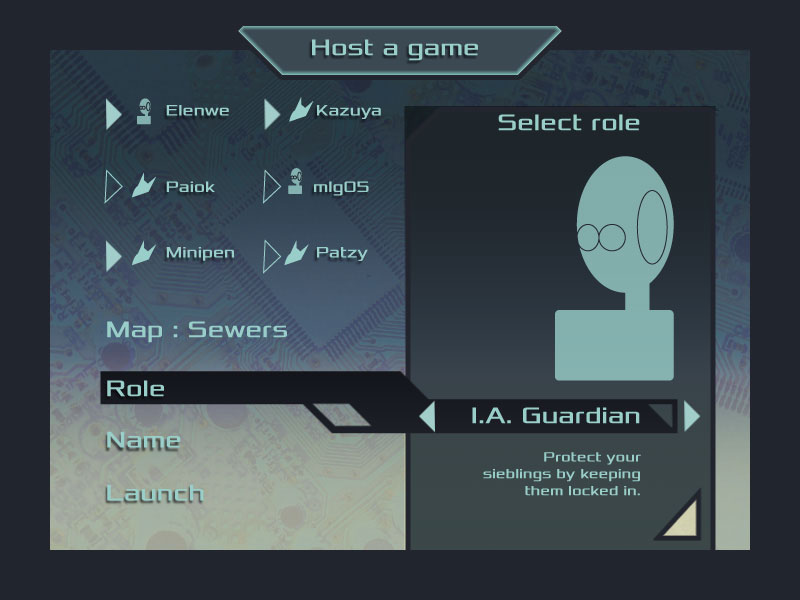 Host a game
Elenwe
Kazuya
Paiok
mlg05
Minipen
Patzy
Map : Sewers
Role
Name
Launch
Select role
I.A. Guardian
Protect your
sieblings by keeping
them locked in.